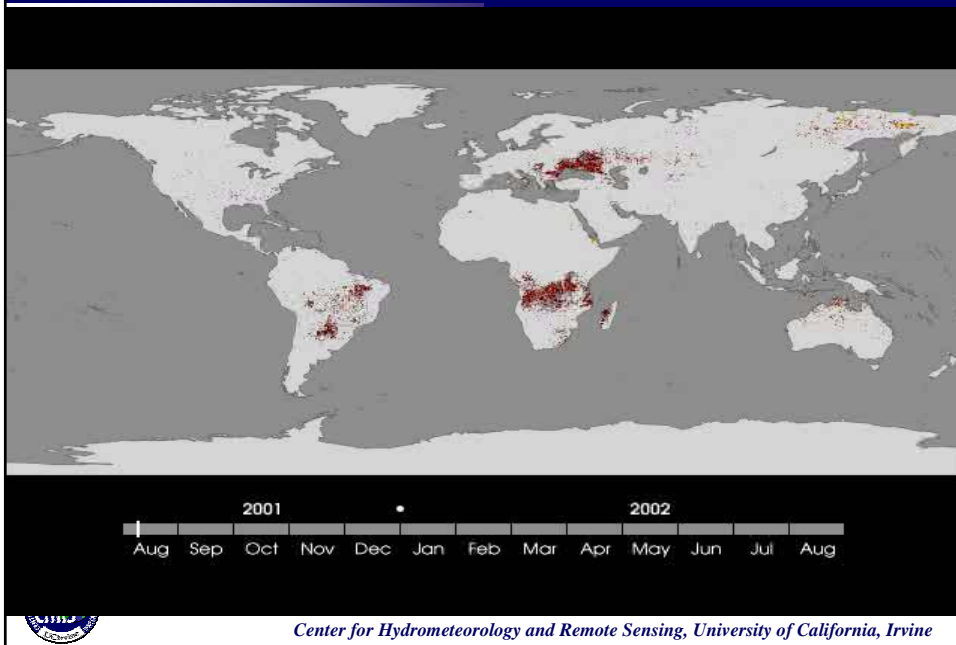 2001 • 2002
Aug Sep Oct Nov Dec Jan Feb Mar Apr May Jun Jul Aug
UCIrvine
Center for Hydrometeorology and Remote Sensing, University of California, Irvine